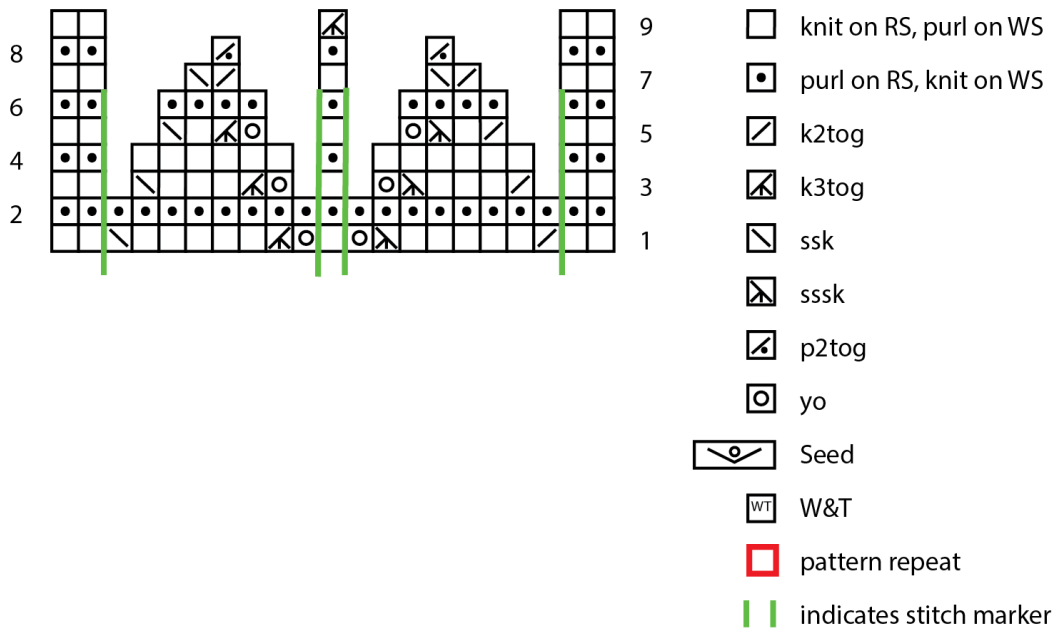 9
8
7
6
5
4
3
2
1
knit on RS, purl on WS
purl on RS, knit on WS
k2tog
k3tog
ssk
sssk
p2tog
yo
Seed
WT W&T
pattern repeat
indicates stitch marker